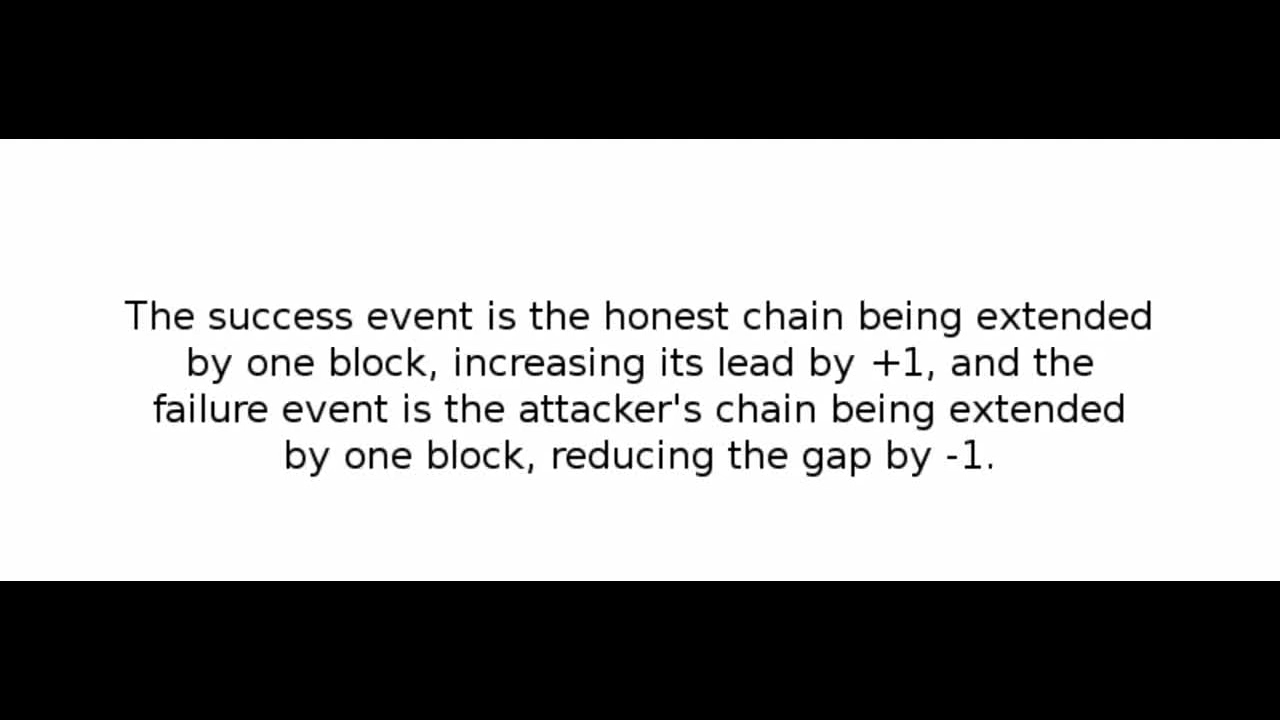 The success event is the honest chain being extended
by one block, increasing its lead by +1, and the
failure event is the attacker's chain being extended
by one block, reducing the gap by -1.